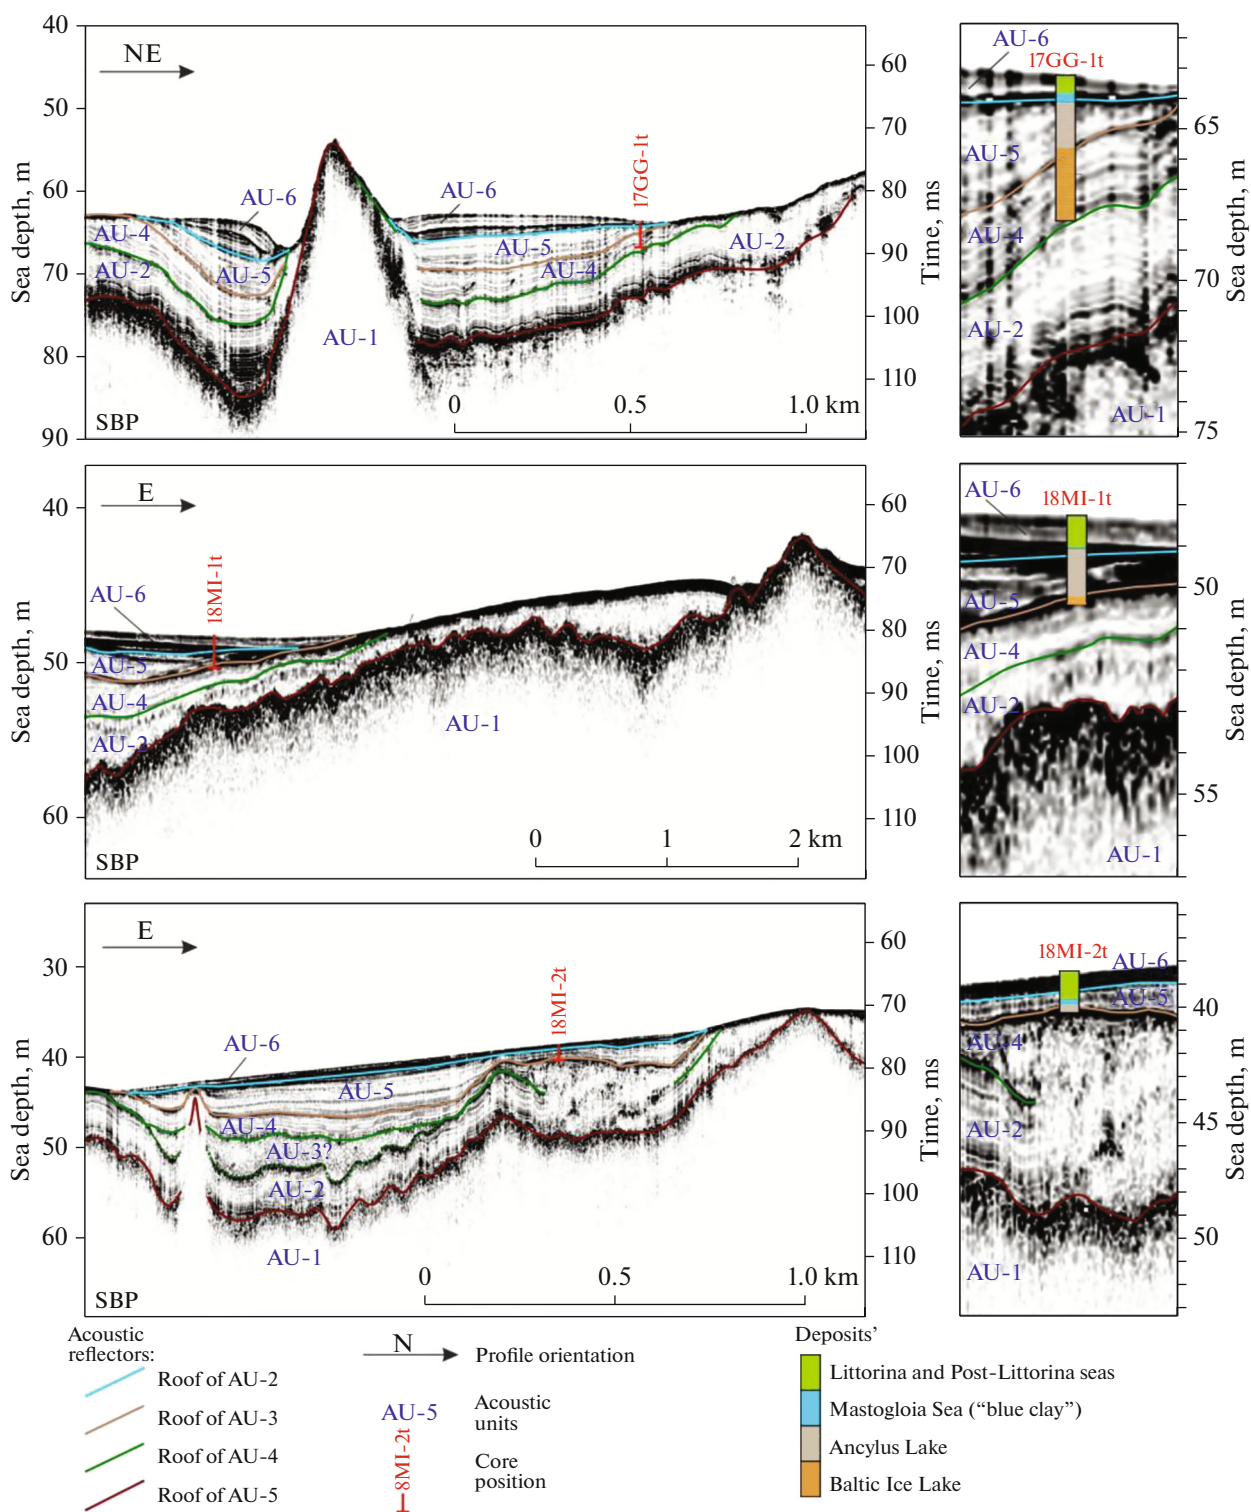 40
50
60
70
80
90
Sea depth, m
NE
AU-6
AU-6
17GG-1t
AU-4
AU-2
AU-5
AU-5
AU-4
AU-2
AU-1
0
0.5
1.0 km
SBP
60
70
80
90
100
110
Time, ms
AU-6
17GG-1t
AU-5
AU-4
AU-2
AU-1
65
70
75
Sea depth, m
40
50
60
Sea depth, m
E
AU-6
18MI-1t
AU-5
AU-4
AU-2
AU-1
0
1
2 km
SBP
60
70
80
90
100
110
Time, ms
AU-6
18MI-1t
AU-5
AU-4
AU-2
AU-1
50
55
Sea depth, m
30
40
50
60
Sea depth, m
E
AU-6
18MI-2t
AU-5
AU-4
AU-3?
AU-2
AU-1
0
0.5
1.0 km
SBP
60
70
80
90
100
110
Time, ms
18MI-2t
AU-6
AU-5
AU-4
AU-2
AU-1
40
45
50
Sea depth, m
Acoustic
reflectors:
Roof of AU-2
Roof of AU-3
Roof of AU-4
Roof of AU-5
N
Profile orientation
AU-5
Acoustic
units
8MI-2t
Core
position
Deposits’
Littorina and Post-Littorina seas
Mastogloia Sea (“blue clay”)
Ancylus Lake
Baltic Ice Lake